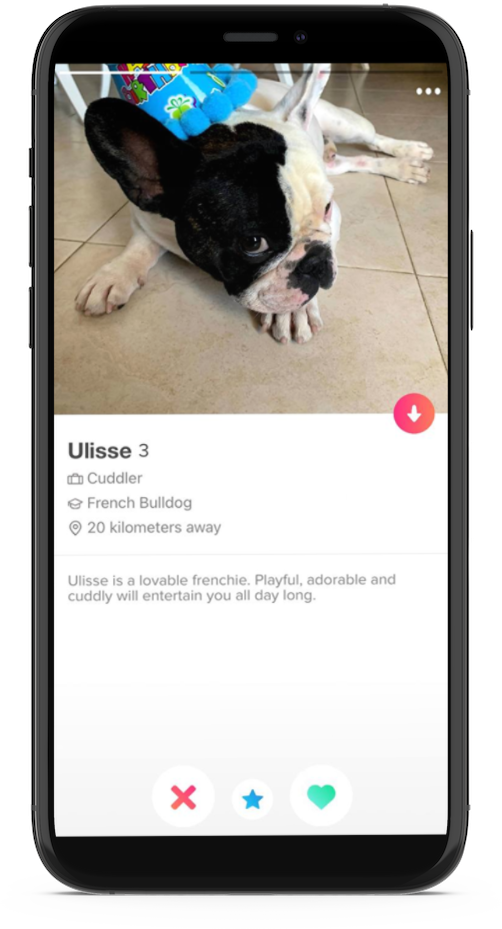 Ulisse 3
Cuddler
French Bulldog
20 kilometers away
Ulisse is a lovable frenchie. Playful, adorable and
cuddly will entertain you all day long.